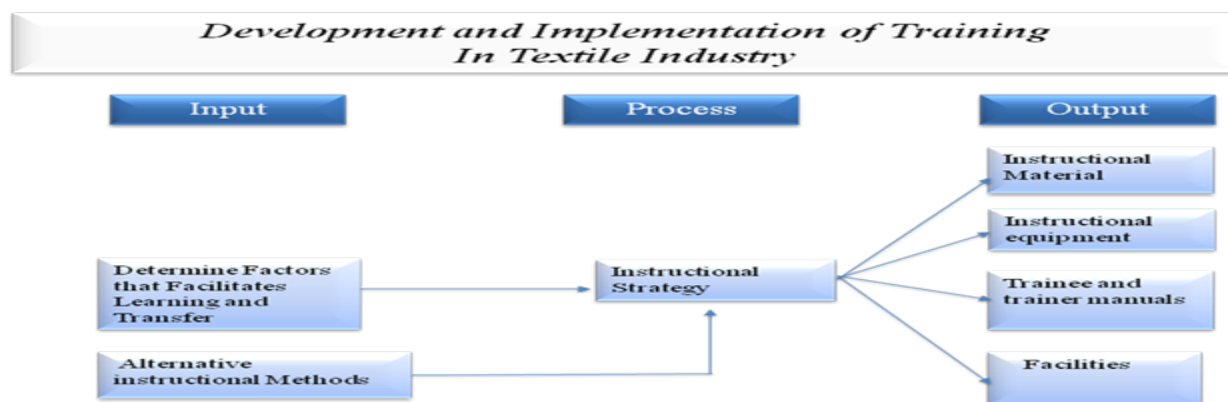 Development and Implementation of Training
In Textile Industry
Input
Process
Output
Instructional
Material
Instructional
equipment
Determine Factors
that Facilitates
Learning and
Transfer
Instructional
Strategy
Trainee and
trainer manuals
Alternative
instructional Methods
Facilities